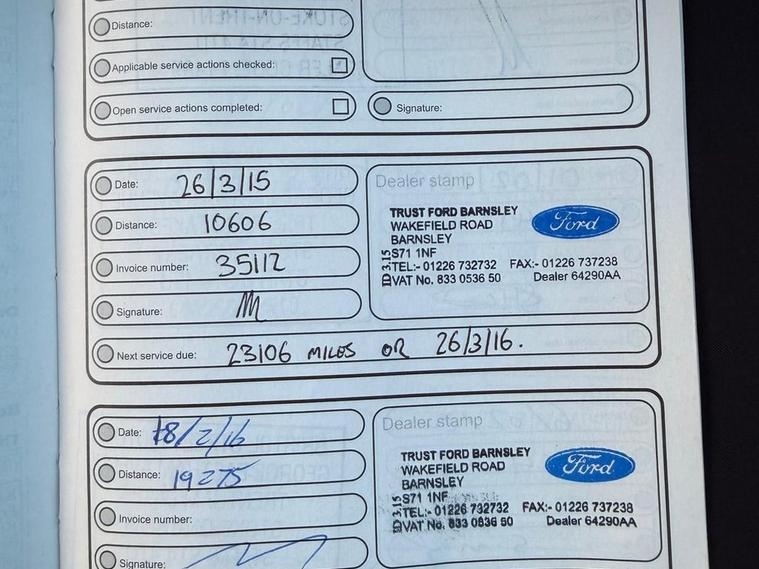 Distance:
Applicable service actions checked:
Open service actions completed:
Signature:
Date: 26/3/15
Distance: 10606
Invoice number: 35112
Signature:
Dealer stamp
TRUST FORD BARNSLEY
WAKEFIELD ROAD
BARNSLEY
S71 1NF
TEL:- 01226 732732 FAX:- 01226 737238
VAT No. 833 0536 50 Dealer 64290AA
Ford
Next service due: 23106 MILES OR 26/3/16.
Date: 18/2/16
Distance: 19275
Invoice number:
Signature:
Dealer stamp
TRUST FORD BARNSLEY
WAKEFIELD ROAD
BARNSLEY
S71 1NF
TEL:- 01226 732732 FAX:- 01226 737238
VAT No. 833 0536 50 Dealer 64290AA
Ford